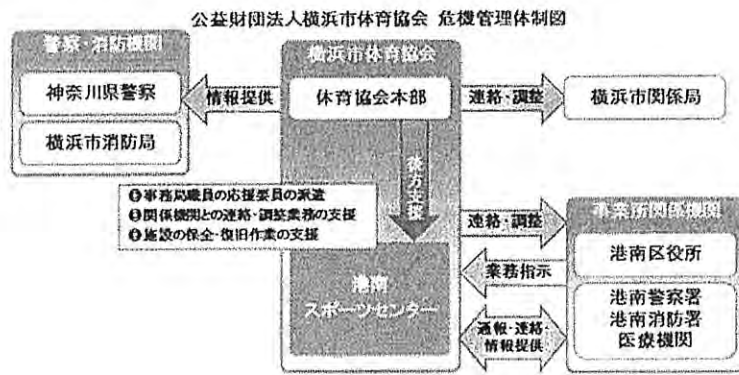 公益財団法人横浜市体育協会 危機管理体制図
警察・消防機関
神奈川県警察
横浜市消防局
情報提供
横浜市体育協会
体育協会本部
連絡・調整
横浜市関係局
後方支援
❶事務局職員の応援要員の派遣
❷関係機関との連絡・調整業務の支援
❸施設の保全・復旧作業の支援
港南
スポーツセンター
連絡・調整
業務指示
通報・連絡・
情報提供
事業所関係機関
港南区役所
港南警察署
港南消防署
医療機関